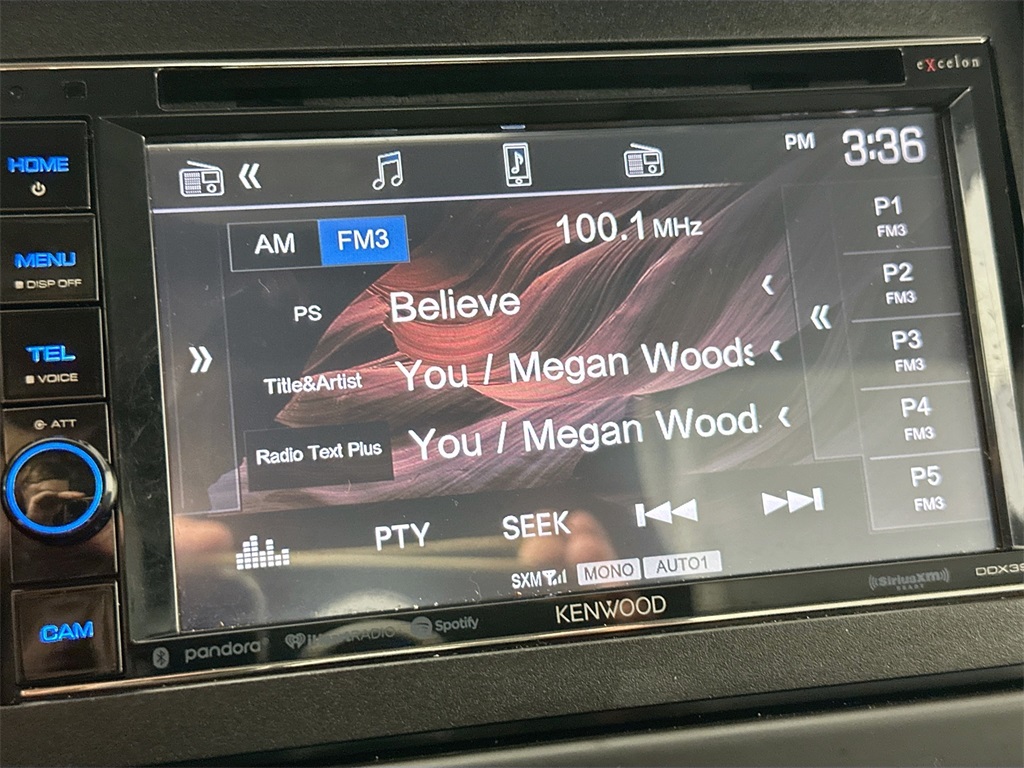 eXcelon
HOME
MENU
DISP OFF
TEL
VOICE
ATT
CAM
PM 3:36
AM FM3 100.1 MHz
PS Believe
Title&Artist You / Megan Woods
Radio Text Plus You / Megan Wood
PTY SEEK
SXM MONO AUTO1
P1
FM3
P2
FM3
P3
FM3
P4
FM3
P5
FM3
KENWOOD
pandora iHeartRADIO Spotify
SiriusXM
READY